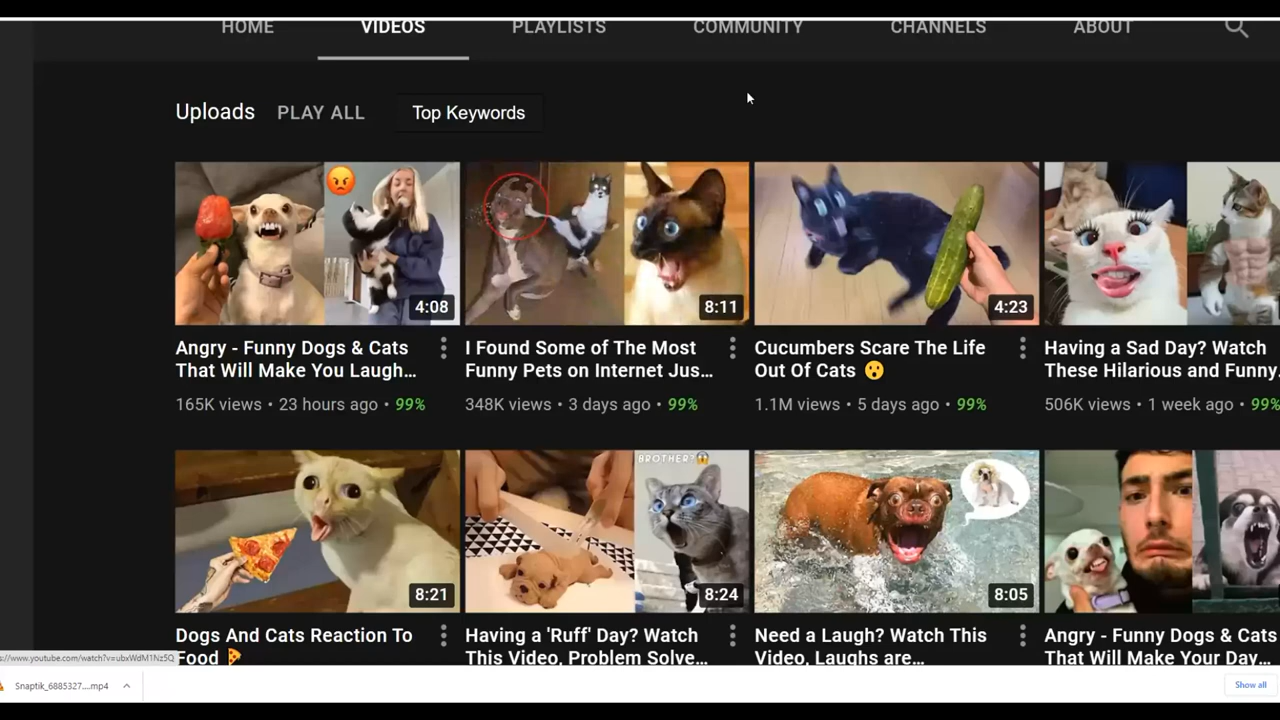 HOME VIDEOS PLAYLISTS COMMUNITY CHANNELS ABOUT
Uploads PLAY ALL Top Keywords
4:08
8:11
4:23
Angry - Funny Dogs & Cats
That Will Make You Laugh...
165K views • 23 hours ago • 99%
I Found Some of The Most
Funny Pets on Internet Jus...
348K views • 3 days ago • 99%
Cucumbers Scare The Life
Out Of Cats 😮
1.1M views • 5 days ago • 99%
Having a Sad Day? Watch
These Hilarious and Funny
506K views • 1 week ago • 99%
8:21
BROTHER?😱
8:24
8:05
Dogs And Cats Reaction To
Food 🍕
Having a 'Ruff' Day? Watch
This Video, Problem Solve...
Need a Laugh? Watch This
Video, Laughs are...
Angry - Funny Dogs & Cats
That Will Make Your Day...
s://www.youtube.com/watch?v=ubxWdM1Nz5Q
Snaptik_6885327....mp4
Show all